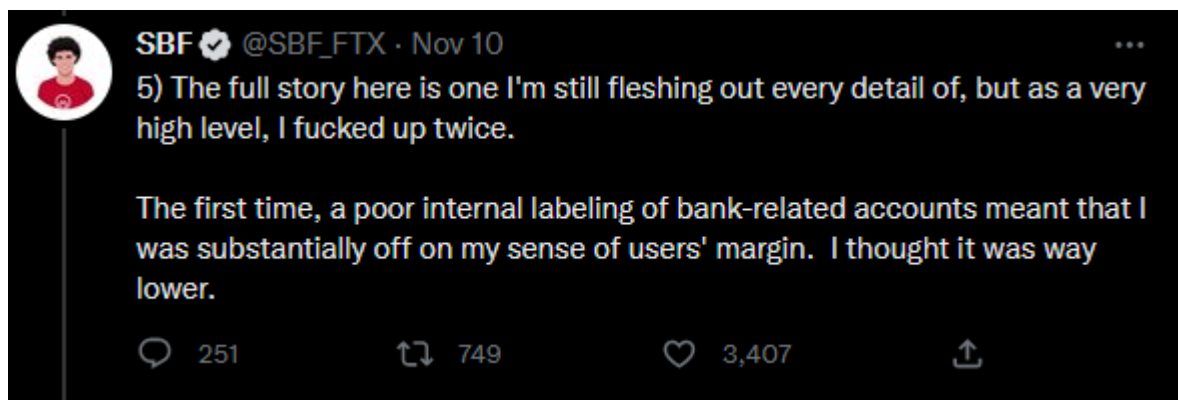 SBF @SBF_FTX · Nov 10
5) The full story here is one I'm still fleshing out every detail of, but as a very
high level, I fucked up twice.
The first time, a poor internal labeling of bank-related accounts meant that I
was substantially off on my sense of users' margin.  I thought it was way
lower.
251 749 3,407